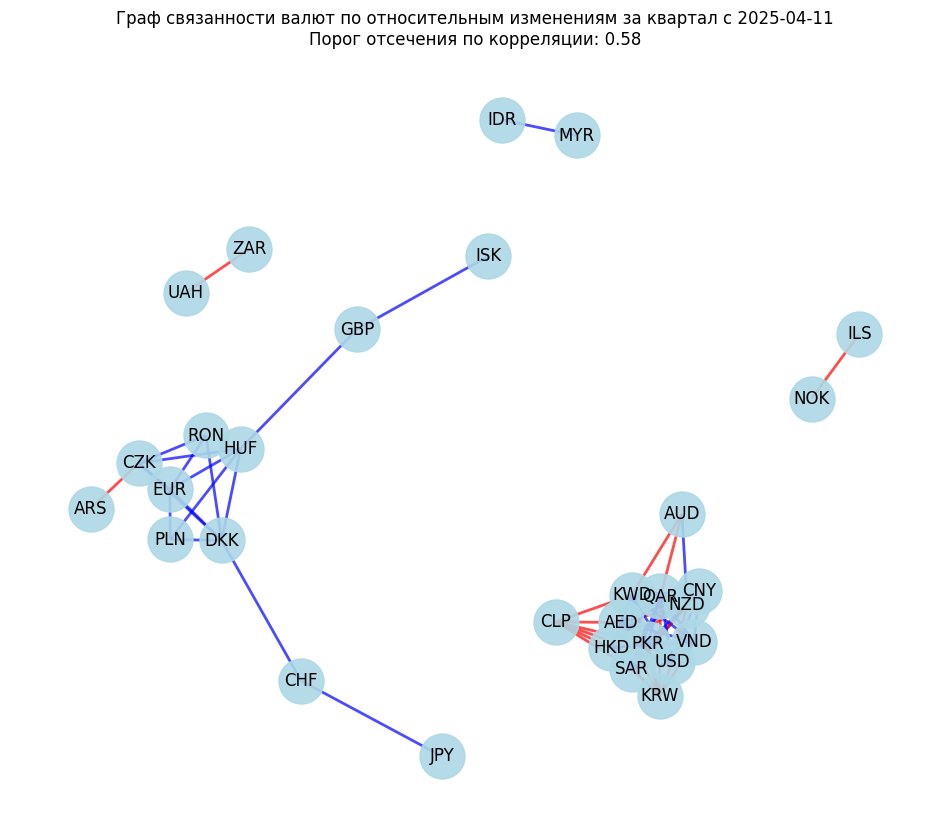 Граф связанности валют по относительным изменениям за квартал с 2025-04-11
Порог отсечения по корреляции: 0.58
IDR
MYR
ZAR
ISK
UAH
GBP
ILS
NOK
RON
HUF
CZK
EUR
ARS
AUD
PLN
DKK
CNY
KWD
QAR
NZD
CLP
AED
PKR
VND
HKD
USD
SAR
CHF
KRW
JPY